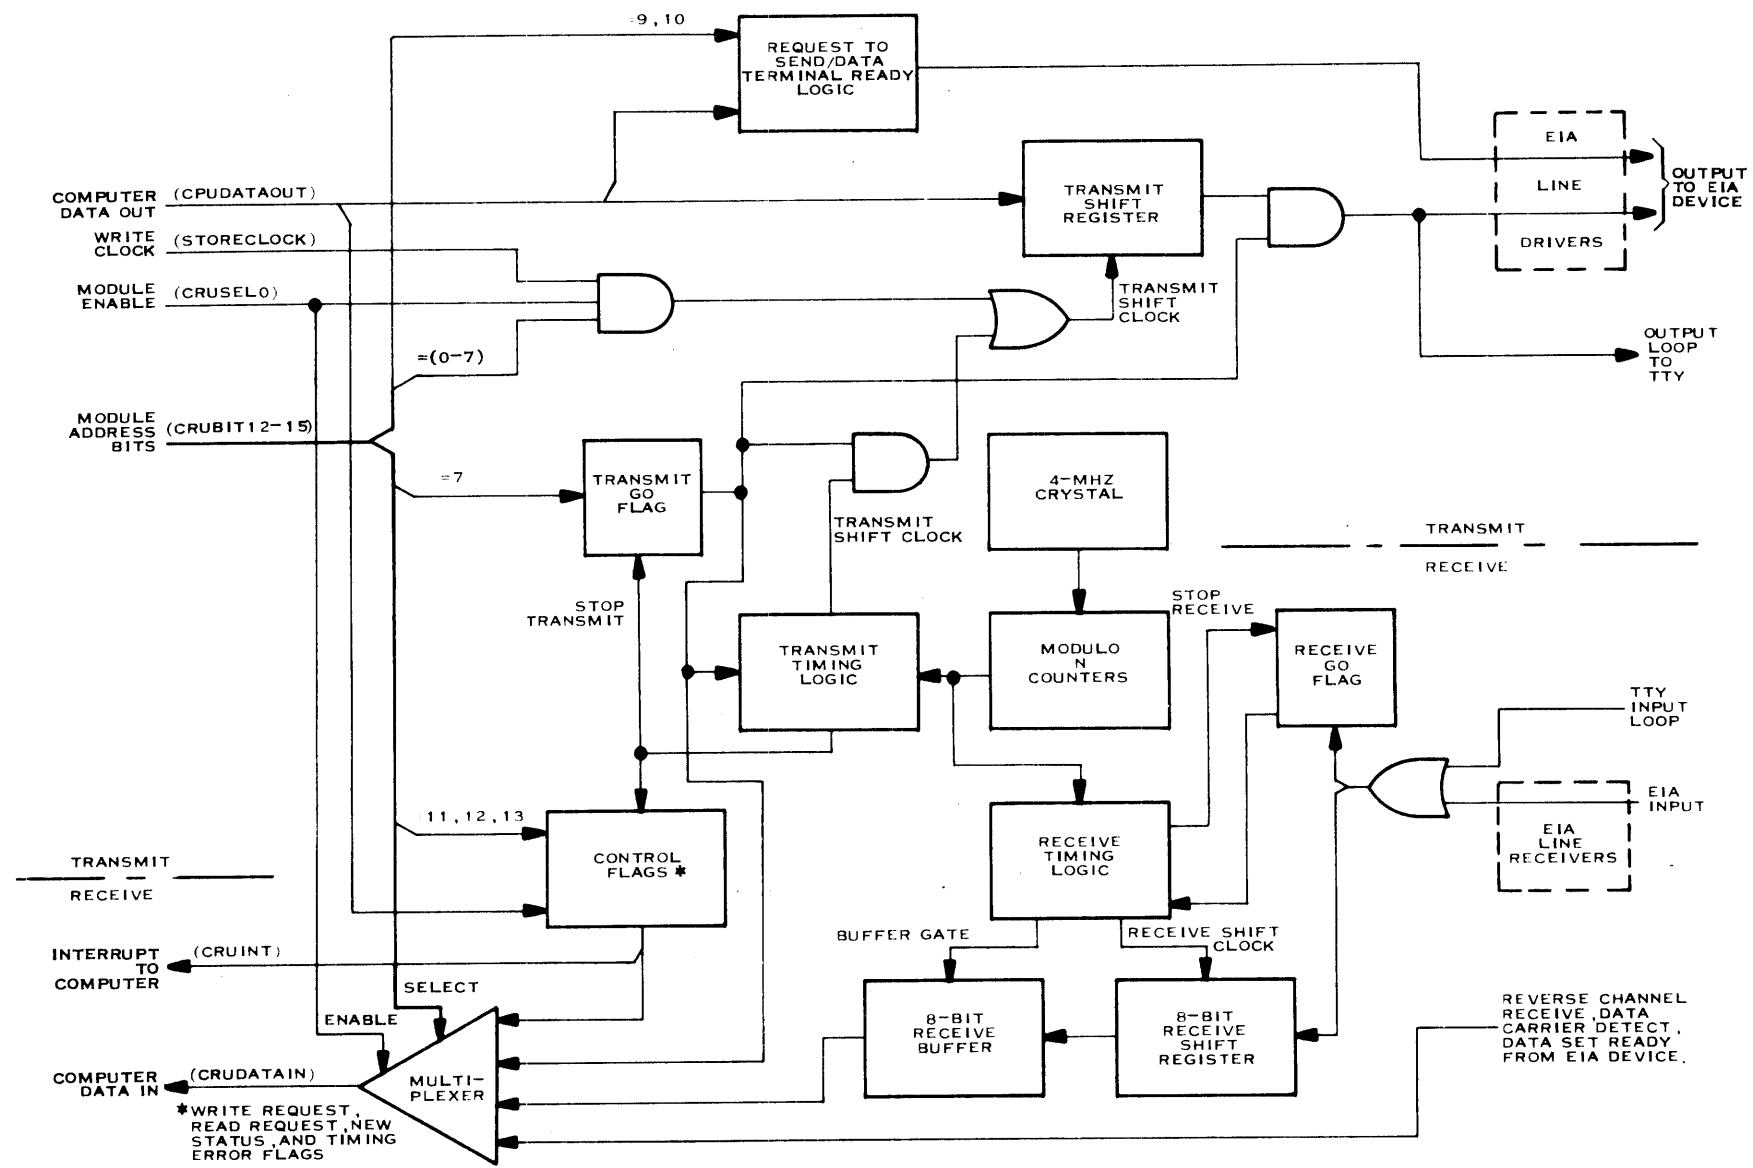 =9,10
REQUEST TO
SEND/DATA
TERMINAL READY
LOGIC
EIA
LINE
DRIVERS
OUTPUT
TO EIA
DEVICE
COMPUTER
DATA OUT
(CPUDATAOUT)
TRANSMIT
SHIFT
REGISTER
WRITE
CLOCK
(STORECLOCK)
MODULE
ENABLE
(CRUSEL0)
TRANSMIT
SHIFT
CLOCK
=(0-7)
OUTPUT
LOOP
TO
TTY
MODULE
ADDRESS
BITS
(CRUBIT12-15)
=7
TRANSMIT
GO
FLAG
4-MHZ
CRYSTAL
TRANSMIT
SHIFT CLOCK
TRANSMIT
RECEIVE
STOP
TRANSMIT
STOP
RECEIVE
TRANSMIT
TIMING
LOGIC
MODULO
N
COUNTERS
RECEIVE
GO
FLAG
TTY
INPUT
LOOP
EIA
INPUT
11,12,13
CONTROL
FLAGS *
RECEIVE
TIMING
LOGIC
EIA
LINE
RECEIVERS
TRANSMIT
RECEIVE
BUFFER GATE
RECEIVE SHIFT
CLOCK
INTERRUPT
TO
COMPUTER
(CRUINT)
SELECT
ENABLE
8-BIT
RECEIVE
BUFFER
8-BIT
RECEIVE
SHIFT
REGISTER
REVERSE CHANNEL
RECEIVE, DATA
CARRIER DETECT,
DATA SET READY
FROM EIA DEVICE.
COMPUTER
DATA IN
(CRUDATAIN)
MULTI-
PLEXER
*WRITE REQUEST,
READ REQUEST, NEW
STATUS, AND TIMING
ERROR FLAGS